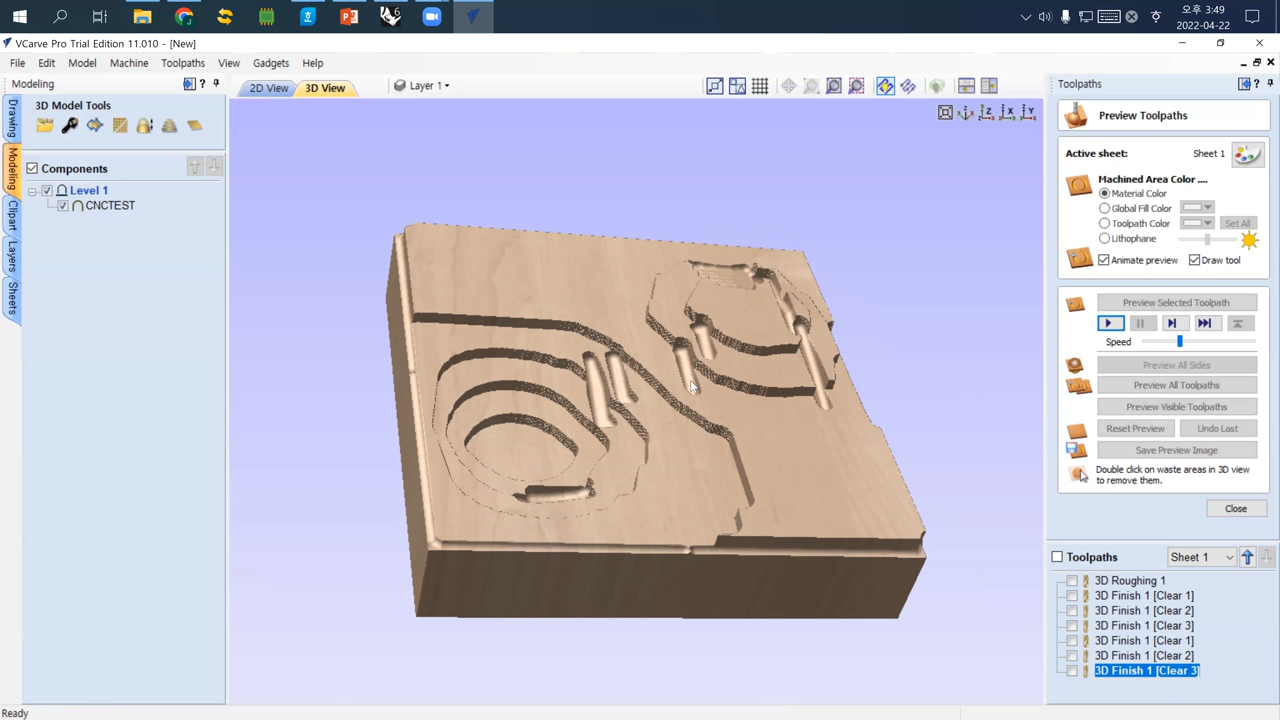 오후 3:49
2022-04-22
VCarve Pro Trial Edition 11.010 - [New]
File Edit Model Machine Toolpaths View Gadgets Help
Modeling
2D View
3D View
Layer 1
Toolpaths
3D Model Tools
Components
Level 1
CNCTEST
Drawing
Modeling
Clipart
Layers
Sheets
Z X Y
Preview Toolpaths
Active sheet: Sheet 1
Machined Area Color ....
Material Color
Global Fill Color
Toolpath Color Set All
Lithophane
Animate preview Draw tool
Preview Selected Toolpath
Speed
Preview All Sides
Preview All Toolpaths
Preview Visible Toolpaths
Reset Preview Undo Last
Save Preview Image
Double click on waste areas in 3D view
to remove them.
Close
Toolpaths Sheet 1
3D Roughing 1
3D Finish 1 [Clear 1]
3D Finish 1 [Clear 2]
3D Finish 1 [Clear 3]
3D Finish 1 [Clear 1]
3D Finish 1 [Clear 2]
3D Finish 1 [Clear 3]
Ready